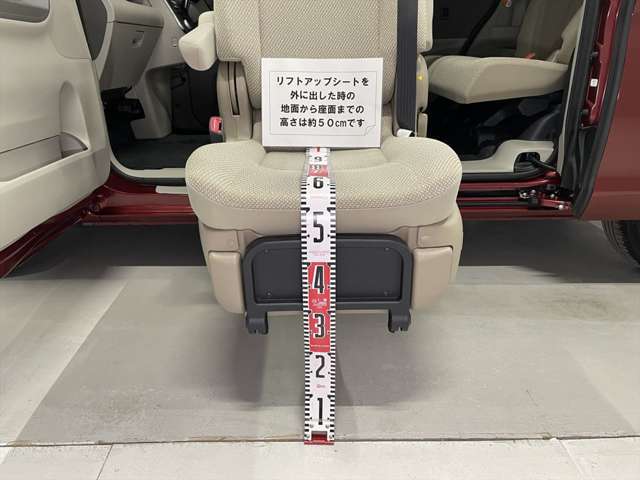 リフトアップシートを
外に出した時の
地面から座面までの
高さは約５０cmです
9
6
5
4
3
2
1